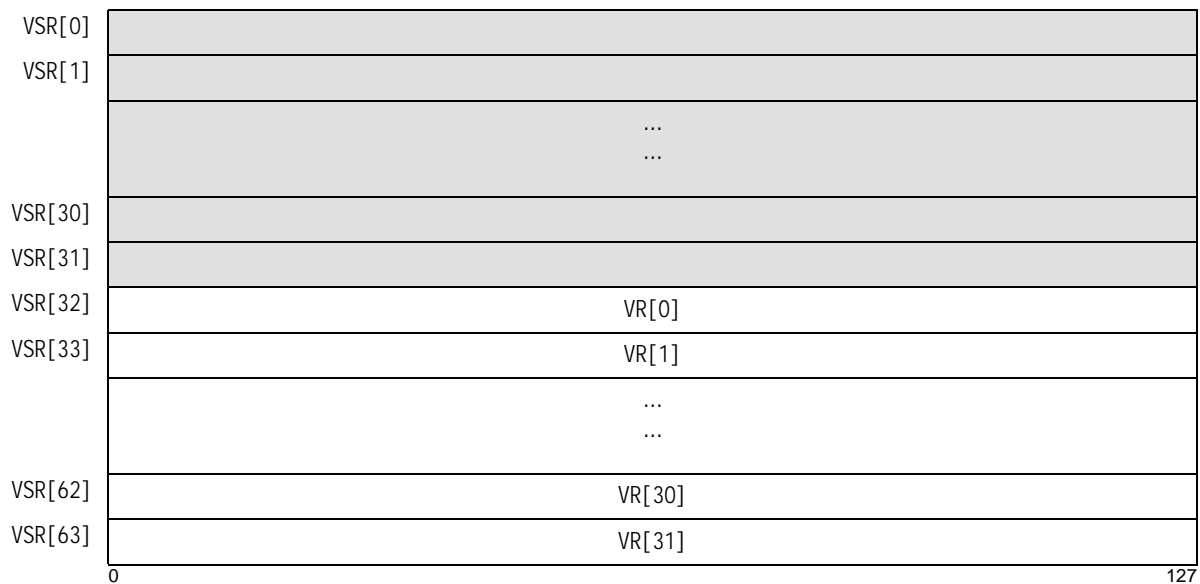 VSR[0]
VSR[1]
...
...
VSR[30]
VSR[31]
VSR[32] VR[0]
VSR[33] VR[1]
...
...
VSR[62] VR[30]
VSR[63] VR[31]
0 127